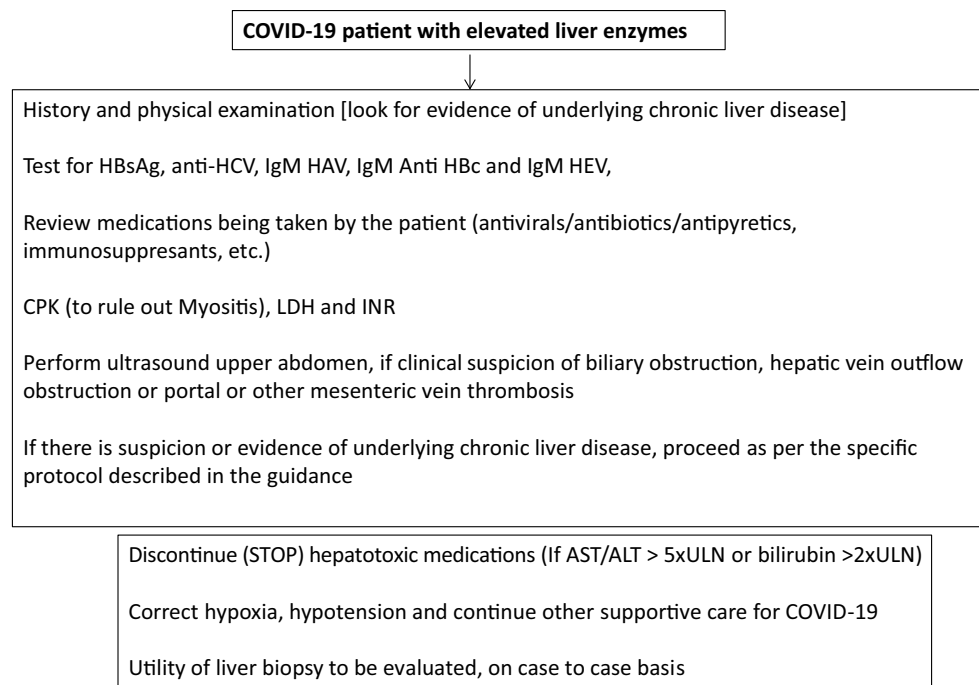 COVID-19 patient with elevated liver enzymes
History and physical examination [look for evidence of underlying chronic liver disease]
Test for HBsAg, anti-HCV, IgM HAV, IgM Anti HBc and IgM HEV,
Review medications being taken by the patient (antivirals/antibiotics/antipyretics,
immunosuppresants, etc.)
CPK (to rule out Myositis), LDH and INR
Perform ultrasound upper abdomen, if clinical suspicion of biliary obstruction, hepatic vein outflow
obstruction or portal or other mesenteric vein thrombosis
If there is suspicion or evidence of underlying chronic liver disease, proceed as per the specific
protocol described in the guidance
Discontinue (STOP) hepatotoxic medications (If AST/ALT > 5xULN or bilirubin >2xULN)
Correct hypoxia, hypotension and continue other supportive care for COVID-19
Utility of liver biopsy to be evaluated, on case to case basis